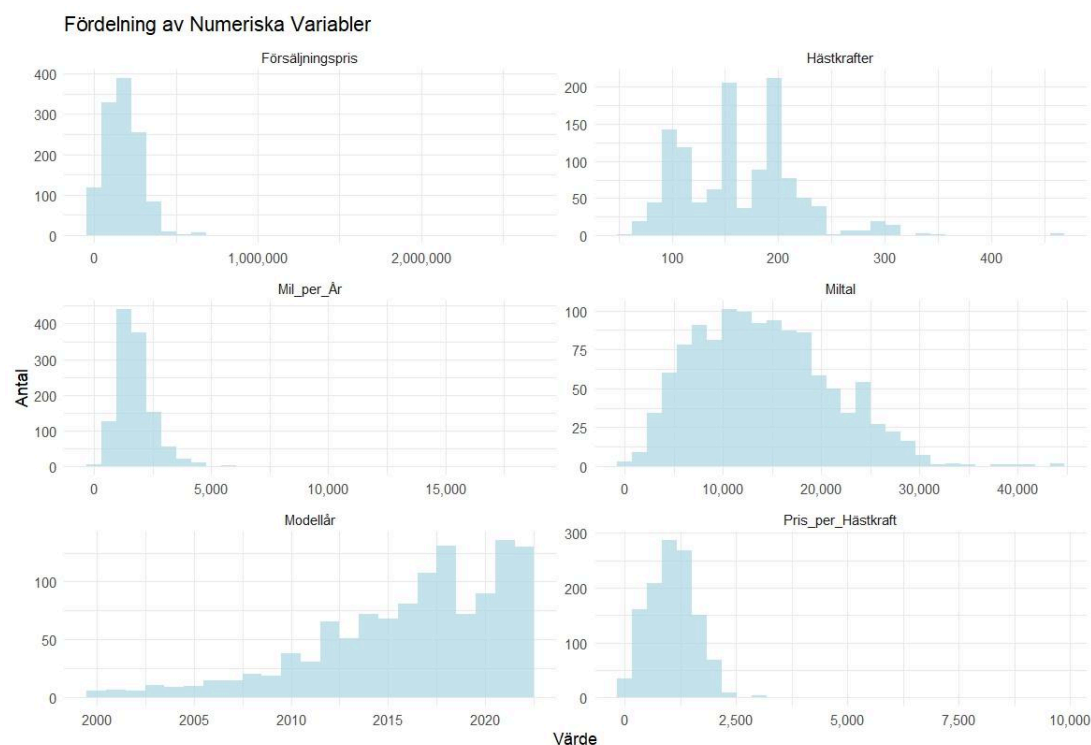 Fördelning av Numeriska Variabler
Försäljningspris
400
300
200
100
0
0 1,000,000 2,000,000
Hästkrafter
200
150
100
50
0
100 200 300 400
Mil_per_År
400
300
200
100
0
0 5,000 10,000 15,000
Miltal
100
75
50
25
0
0 10,000 20,000 30,000 40,000
Modellår
100
50
0
2000 2005 2010 2015 2020
Pris_per_Hästkraft
300
200
100
0
0 2,500 5,000 7,500 10,000
Antal
Värde